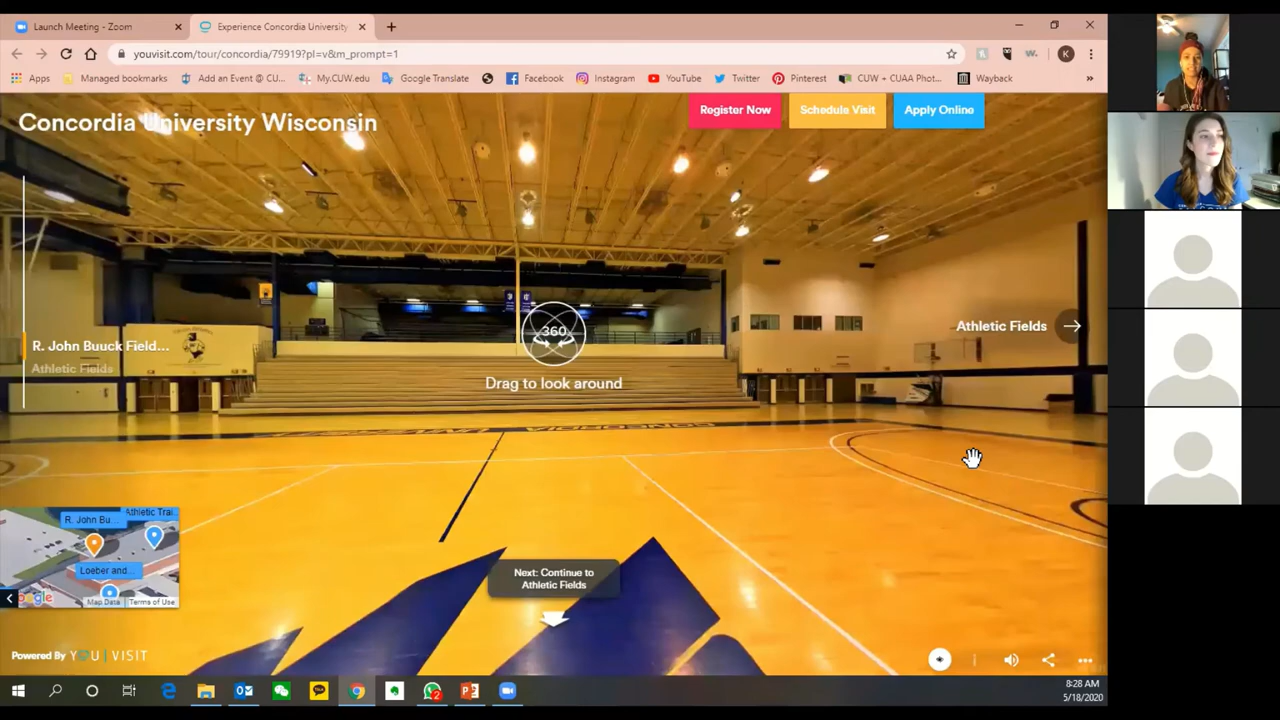 Launch Meeting - Zoom
Experience Concordia University
youvisit.com/tour/concordia/79919?pl=v&m_prompt=1
K
Apps
Managed bookmarks
Add an Event @ CU...
My.CUW.edu
Google Translate
Facebook
Instagram
YouTube
Twitter
Pinterest
CUW + CUAA Phot...
Wayback
»
Concordia University Wisconsin
Register Now
Schedule Visit
Apply Online
360
Drag to look around
Athletic Fields
R. John Buuck Field...
Athletic Fields
CONCORDIA
R. John Bu...
Athletic Trai...
Loeber and...
Map Data
Terms of Use
Next: Continue to
Athletic Fields
Powered By YOU VISIT
2
8:28 AM
5/18/2020